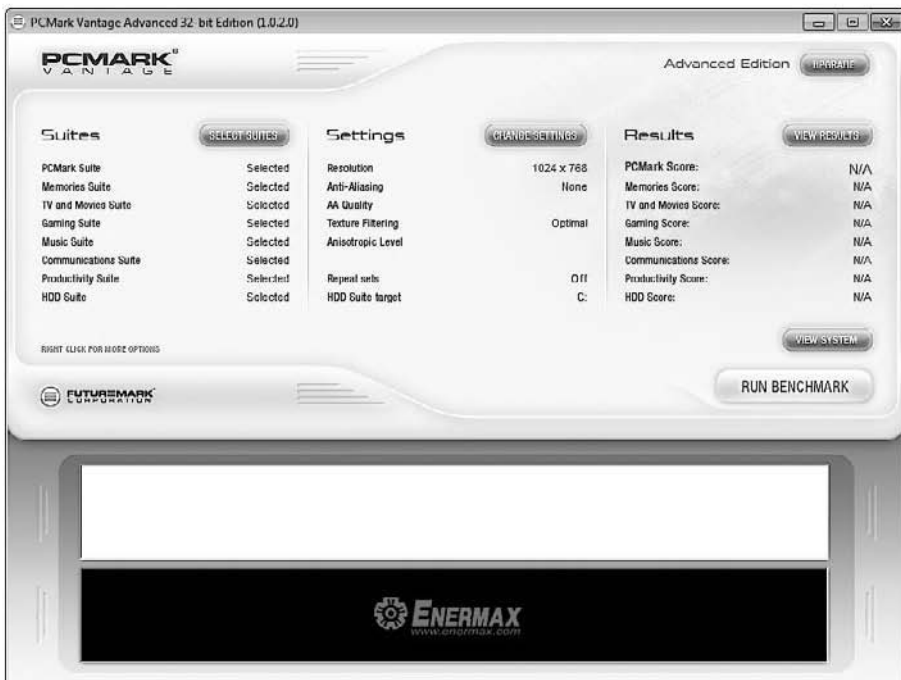 PCMark Vantage Advanced 32-bit Edition (1.0.2.0)
PCMARK®
VANTAGE
Advanced Edition
UPGRADE
Suites
SELECT SUITES
PCMark Suite Selected
Memories Suite Selected
TV and Movies Suite Selected
Gaming Suite Selected
Music Suite Selected
Communications Suite Selected
Productivity Suite Selected
HDD Suite Selected
RIGHT CLICK FOR MORE OPTIONS
Settings
CHANGE SETTINGS
Resolution 1024 x 768
Anti-Aliasing None
AA Quality
Texture Filtering Optimal
Anisotropic Level
Repeat sets Off
HDD Suite target C:
Results
VIEW RESULTS
PCMark Score: N/A
Memories Score: N/A
TV and Movies Score: N/A
Gaming Score: N/A
Music Score: N/A
Communications Score: N/A
Productivity Score: N/A
HDD Score: N/A
VIEW SYSTEM
RUN BENCHMARK
FUTUREMARK
CORPORATION
ENERMAX
www.enermax.com